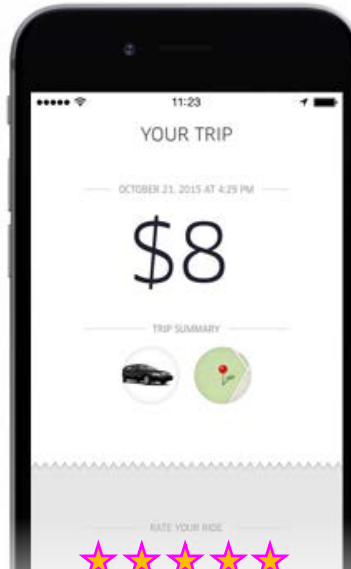 11:23
YOUR TRIP
OCTOBER 21, 2015 AT 4:29 PM
$8
TRIP SUMMARY
RATE YOUR RIDE